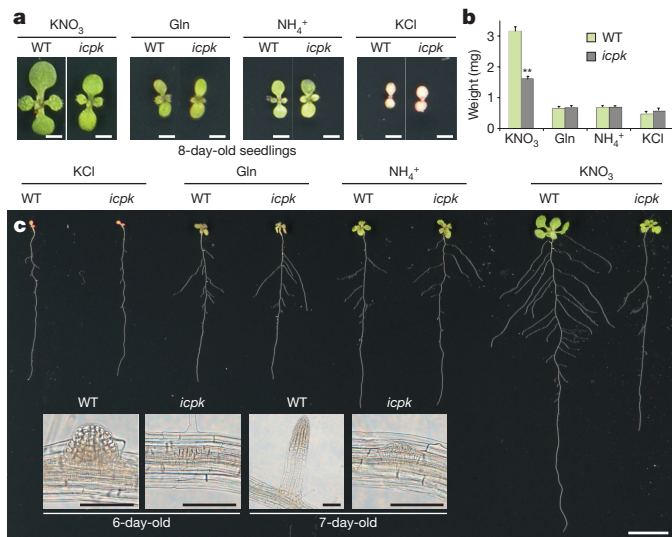 a
KNO₃ Gln NH₄⁺ KCl
WT icpk WT icpk WT icpk WT icpk
8-day-old seedlings
b
WT
icpk
Weight (mg)
3
2
1
0
**
KNO₃ Gln NH₄⁺ KCl
KCl Gln NH₄⁺ KNO₃
WT icpk WT icpk WT icpk WT icpk
c
WT icpk WT icpk
6-day-old 7-day-old